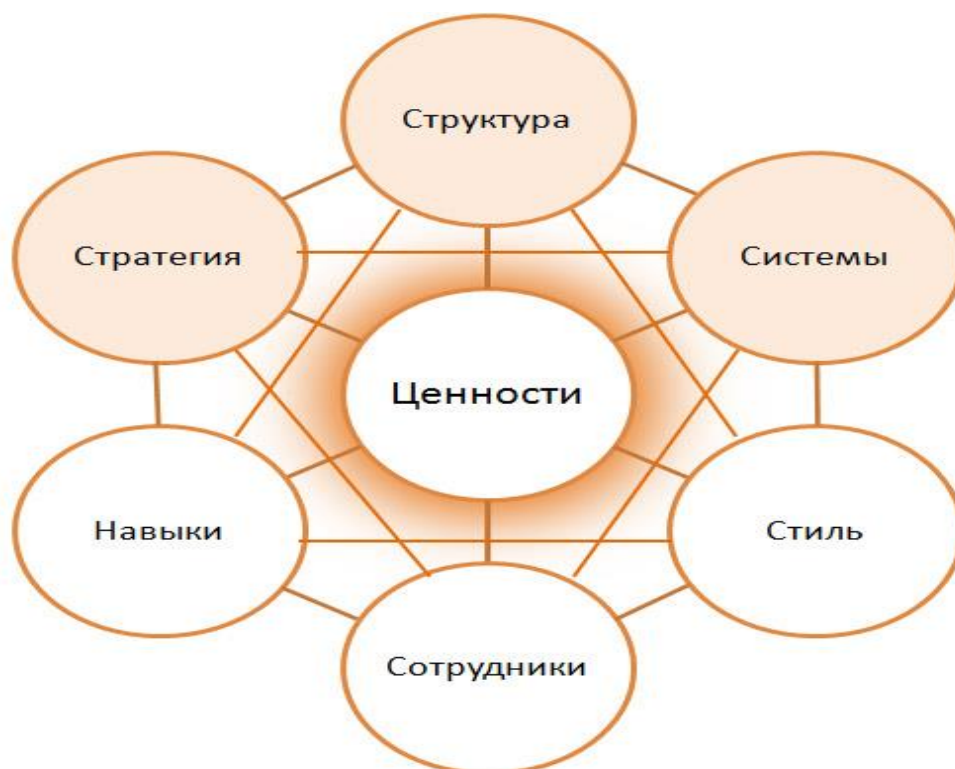 Структура
Стратегия
Системы
Ценности
Навыки
Стиль
Сотрудники